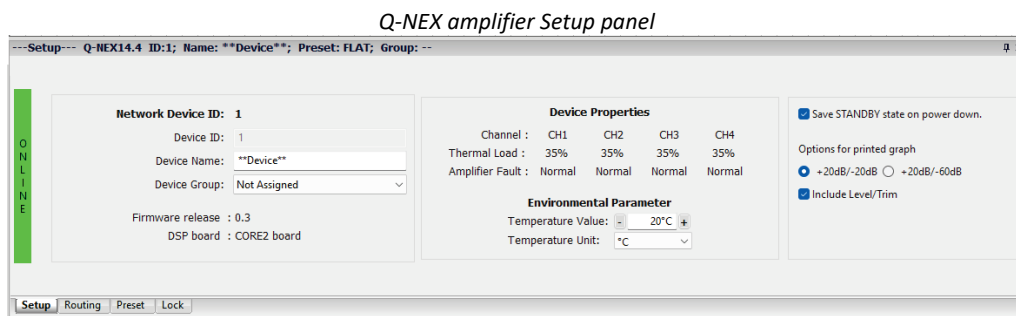 Q-NEX amplifier Setup panel
---Setup--- Q-NEX14.4 ID:1; Name: **Device**; Preset: FLAT; Group: --
ONLINE
Network Device ID: 1
Device ID: 1
Device Name: **Device**
Device Group: Not Assigned
Firmware release : 0.3
DSP board : CORE2 board
Device Properties
Channel : CH1 CH2 CH3 CH4
Thermal Load : 35% 35% 35% 35%
Amplifier Fault : Normal Normal Normal Normal
Environmental Parameter
Temperature Value: - 20°C +
Temperature Unit: °C
Save STANDBY state on power down.
Options for printed graph
+20dB/-20dB +20dB/-60dB
Include Level/Trim
Setup Routing Preset Lock